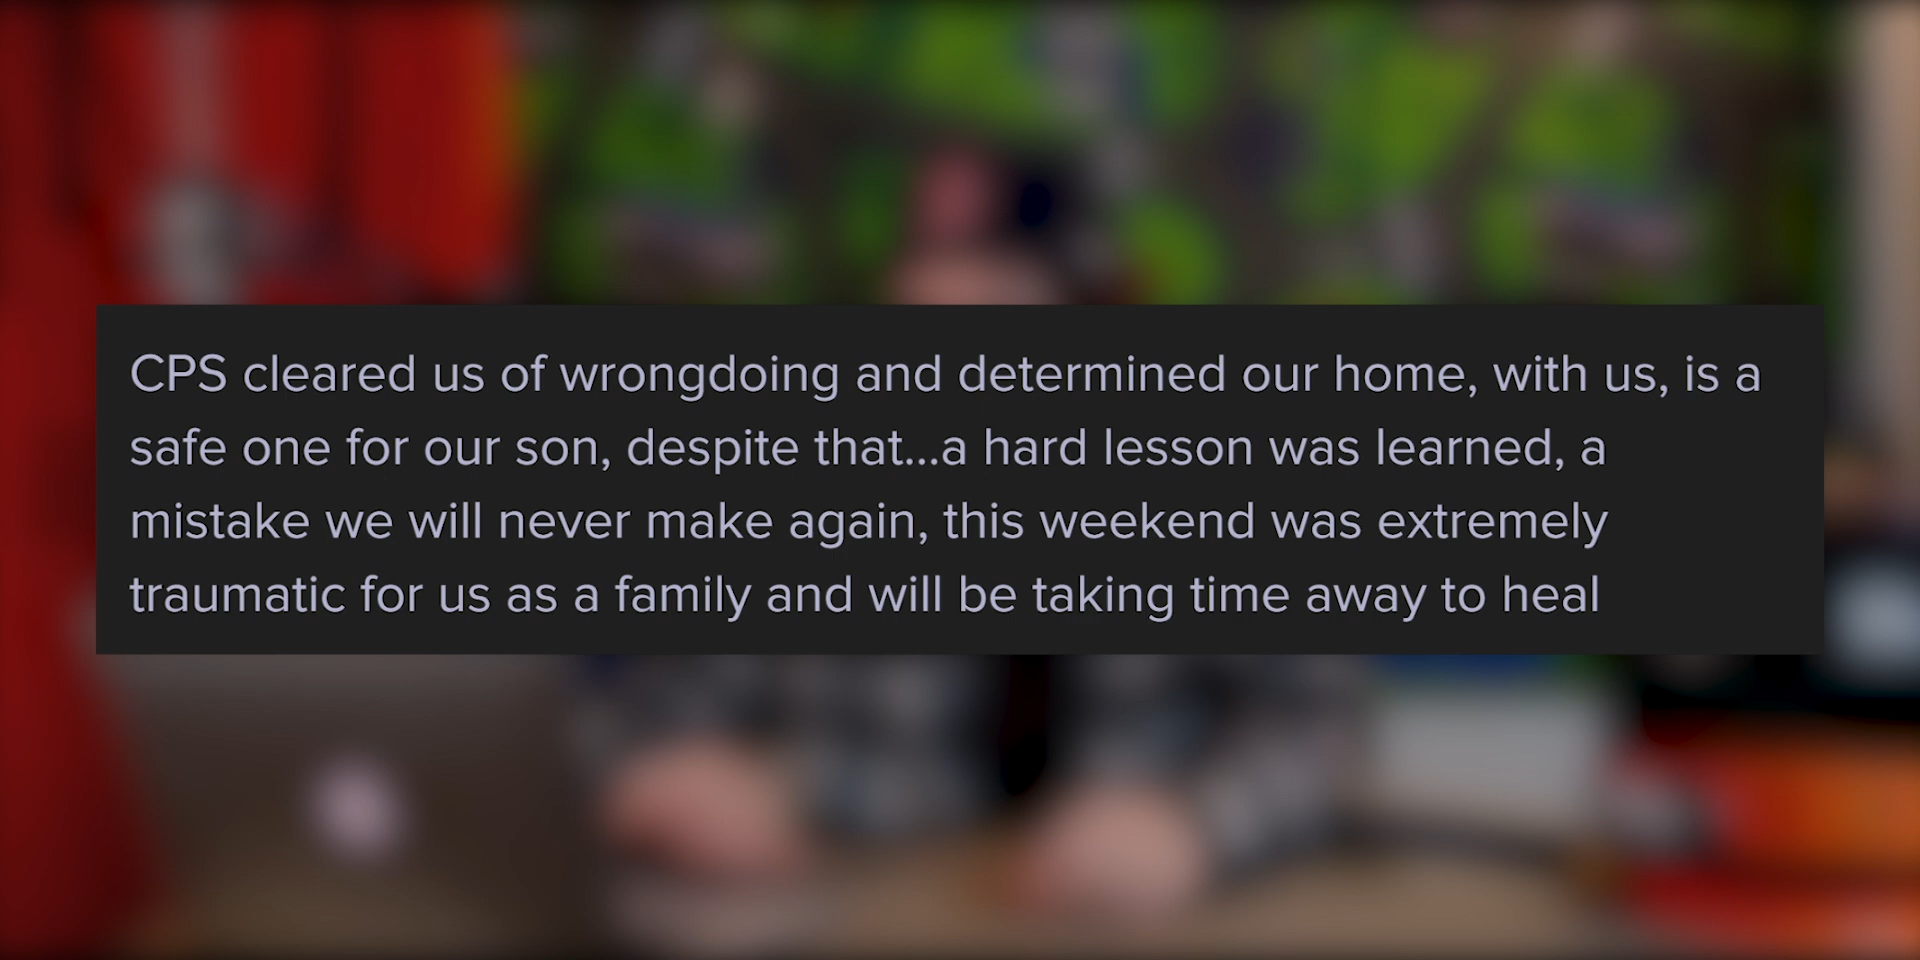 CPS cleared us of wrongdoing and determined our home, with us, is a
safe one for our son, despite that...a hard lesson was learned, a
mistake we will never make again, this weekend was extremely
traumatic for us as a family and will be taking time away to heal